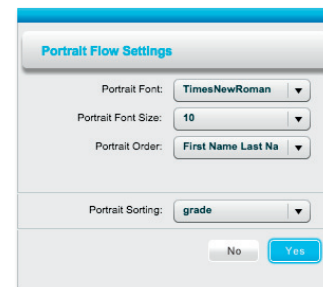 Portrait Flow Settings
Portrait Font: TimesNewRoman
Portrait Font Size: 10
Portrait Order: First Name Last Na
Portrait Sorting: grade
No Yes